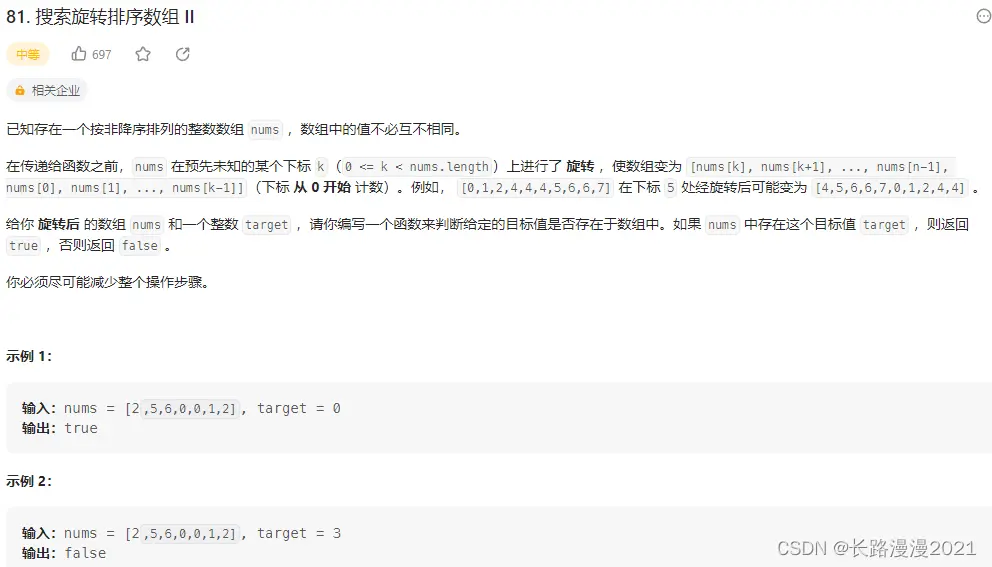 81. 搜索旋转排序数组 II
中等 697
相关企业
已知存在一个按非降序排列的整数数组 nums ，数组中的值不必互不相同。
在传递给函数之前，nums 在预先未知的某个下标 k（0 <= k < nums.length）上进行了 旋转 ，使数组变为 [nums[k], nums[k+1], ..., nums[n-1],
nums[0], nums[1], ..., nums[k-1]]（下标 从 0 开始 计数）。例如， [0,1,2,4,4,4,5,6,6,7] 在下标 5 处经旋转后可能变为 [4,5,6,6,7,0,1,2,4,4] 。
给你 旋转后 的数组 nums 和一个整数 target ，请你编写一个函数来判断给定的目标值是否存在于数组中。如果 nums 中存在这个目标值 target ，则返回
true ，否则返回 false 。
你必须尽可能减少整个操作步骤。
示例 1：
输入：nums = [2,5,6,0,0,1,2], target = 0
输出：true
示例 2：
输入：nums = [2,5,6,0,0,1,2], target = 3
输出：false
CSDN @长路漫漫2021